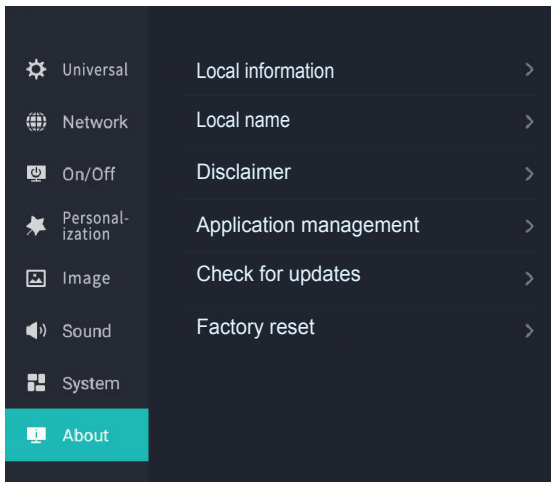 Universal
Network
On/Off
Personal-
ization
Image
Sound
System
About
Local information
Local name
Disclaimer
Application management
Check for updates
Factory reset